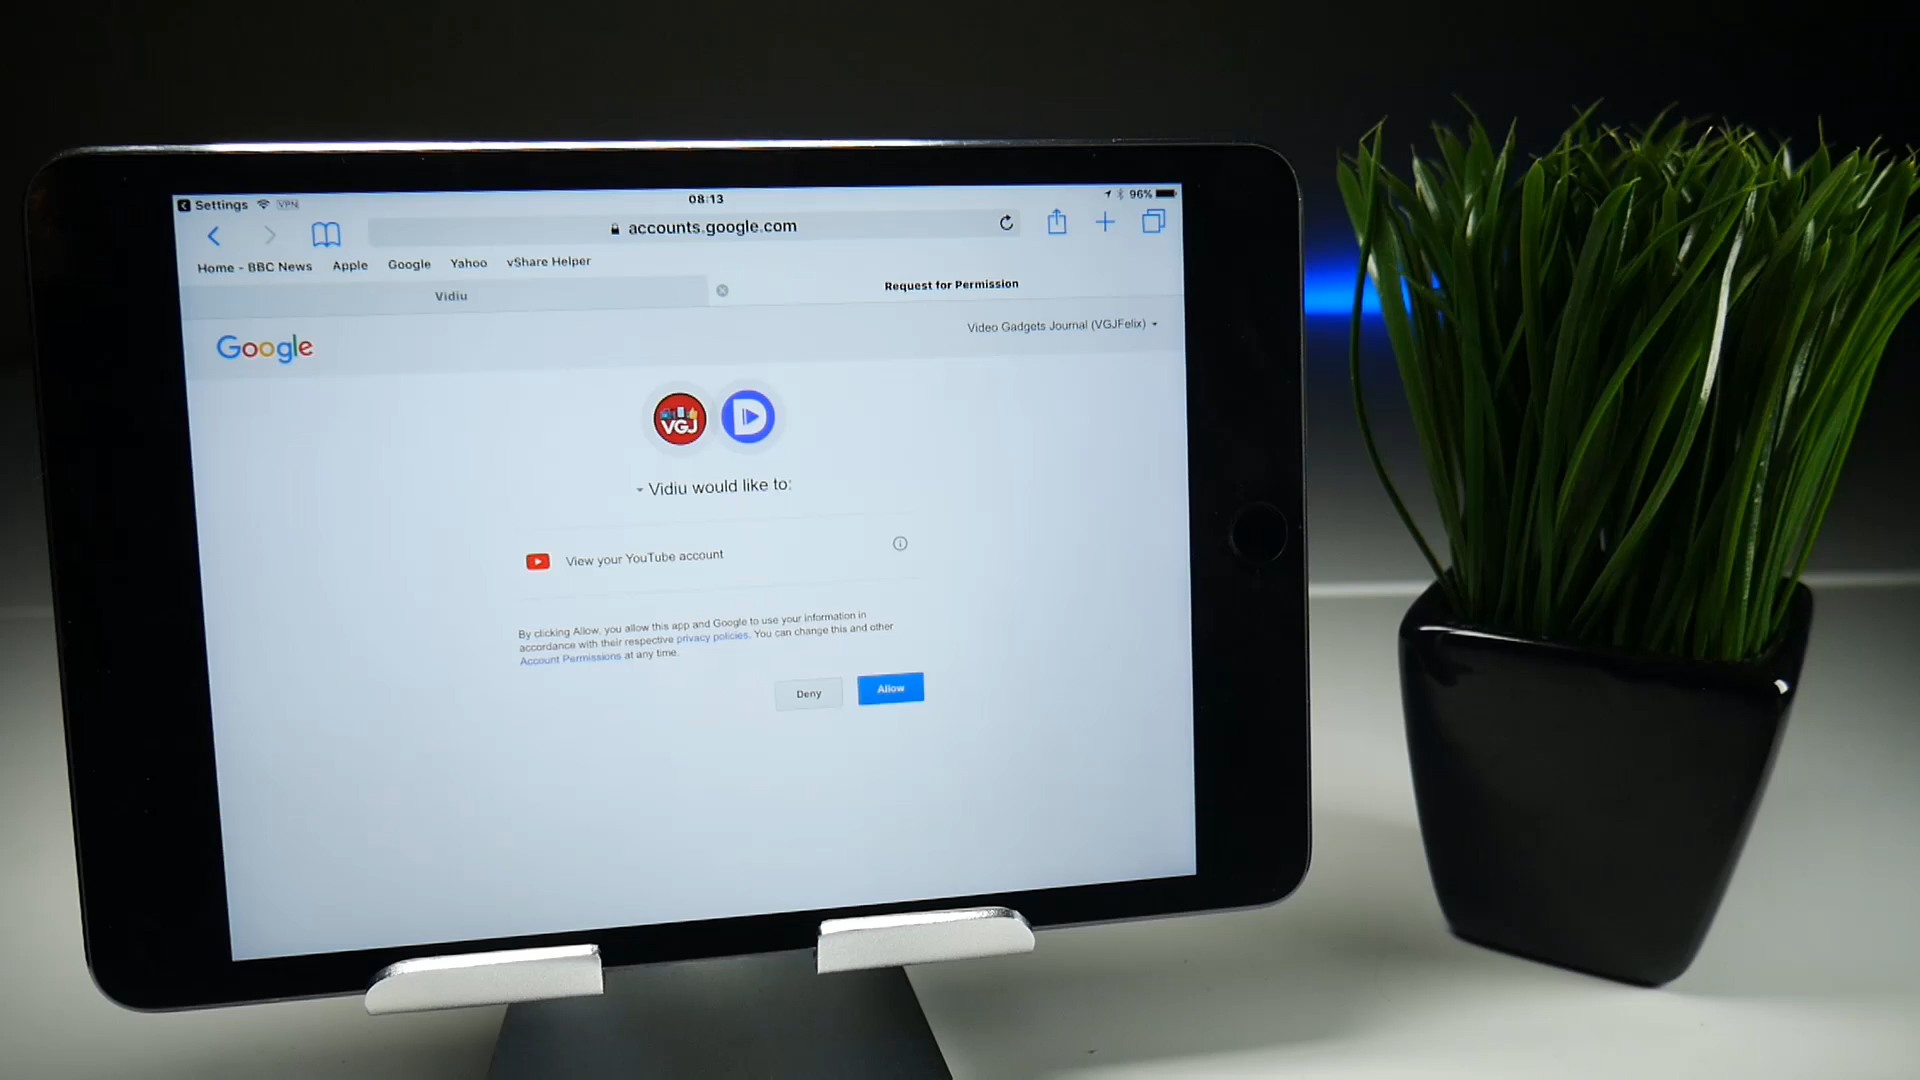 Settings VPN
08:13
96%
accounts.google.com
Home - BBC News Apple Google Yahoo vShare Helper
Vidiu
Request for Permission
Google
Video Gadgets Journal (VGJFelix)
VGJ
Vidiu would like to:
View your YouTube account
By clicking Allow, you allow this app and Google to use your information in
accordance with their respective privacy policies. You can change this and other
Account Permissions at any time.
Deny
Allow